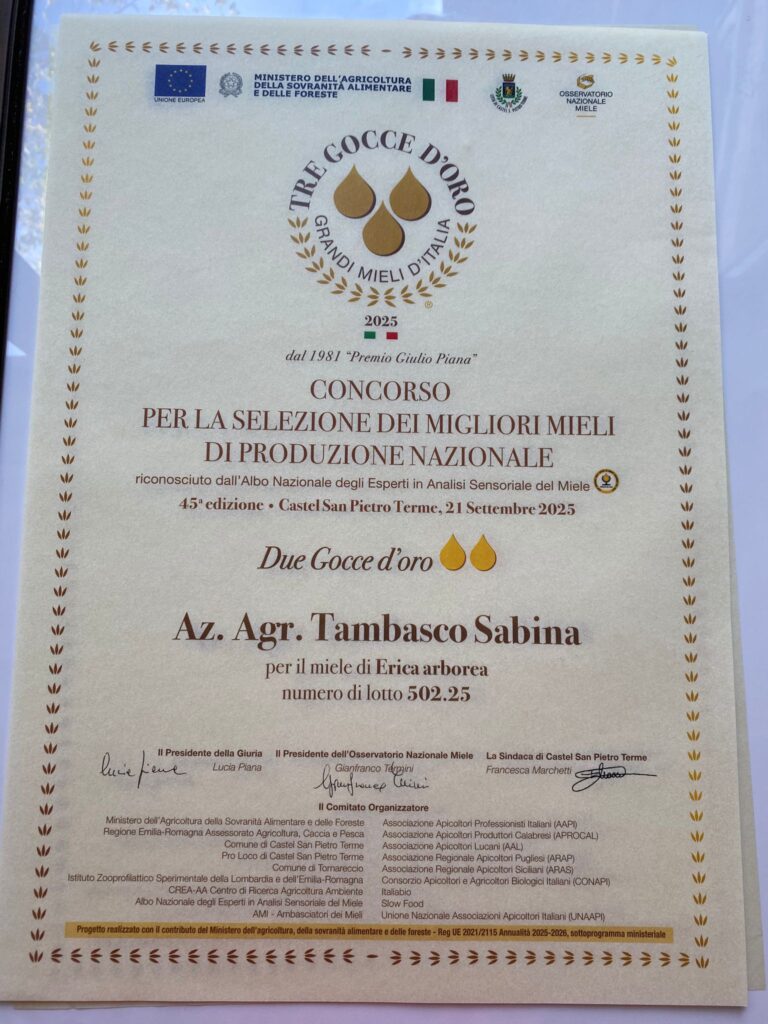 UNIONE EUROPEA
MINISTERO DELL'AGRICOLTURA
DELLA SOVRANITÀ ALIMENTARE
E DELLE FORESTE
OSSERVATORIO
NAZIONALE
MIELE
TRE GOCCE D'ORO
GRANDI MIELI D'ITALIA
®
2025
dal 1981 "Premio Giulio Piana"
CONCORSO
PER LA SELEZIONE DEI MIGLIORI MIELI
DI PRODUZIONE NAZIONALE
riconosciuto dall'Albo Nazionale degli Esperti in Analisi Sensoriale del Miele
45ª edizione • Castel San Pietro Terme, 21 Settembre 2025
Due Gocce d'oro
Az. Agr. Tambasco Sabina
per il miele di Erica arborea
numero di lotto 502.25
Il Presidente della Giuria
Lucia Piana
Il Presidente dell'Osservatorio Nazionale Miele
Gianfranco Termini
La Sindaca di Castel San Pietro Terme
Francesca Marchetti
Il Comitato Organizzatore
Ministero dell'Agricoltura della Sovranità Alimentare e delle Foreste
Regione Emilia-Romagna Assessorato Agricoltura, Caccia e Pesca
Comune di Castel San Pietro Terme
Pro Loco di Castel San Pietro Terme
Comune di Tornareccio
Istituto Zooprofilattico Sperimentale della Lombardia e dell'Emilia-Romagna
CREA-AA Centro di Ricerca Agricoltura Ambiente
Albo Nazionale degli Esperti in Analisi Sensoriale del Miele
AMI - Ambasciatori dei Mieli
Associazione Apicoltori Professionisti Italiani (AAPI)
Associazione Apicoltori Produttori Calabresi (APROCAL)
Associazione Apicoltori Lucani (AAL)
Associazione Regionale Apicoltori Pugliesi (ARAP)
Associazione Regionale Apicoltori Siciliani (ARAS)
Consorzio Apicoltori e Agricoltori Biologici Italiani (CONAPI)
Italiabio
Slow Food
Unione Nazionale Associazioni Apicoltori Italiani (UNAAPI)
Progetto realizzato con il contributo del Ministero dell'agricoltura, della sovranità alimentare e delle foreste - Reg UE 2021/2115 Annualità 2025-2026, sottoprogramma ministeriale